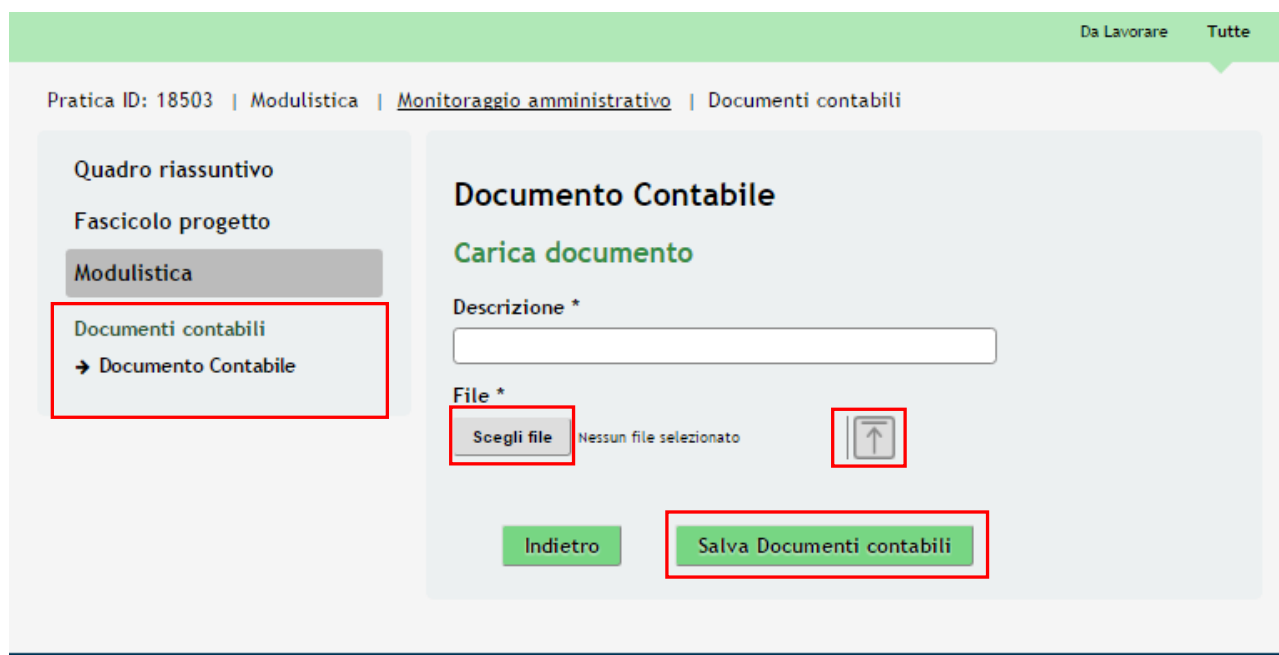 Da Lavorare Tutte
Pratica ID: 18503 | Modulistica | Monitoraggio amministrativo | Documenti contabili
Quadro riassuntivo
Fascicolo progetto
Modulistica
Documenti contabili
→ Documento Contabile
Documento Contabile
Carica documento
Descrizione *
File *
Scegli file Nessun file selezionato
Indietro Salva Documenti contabili